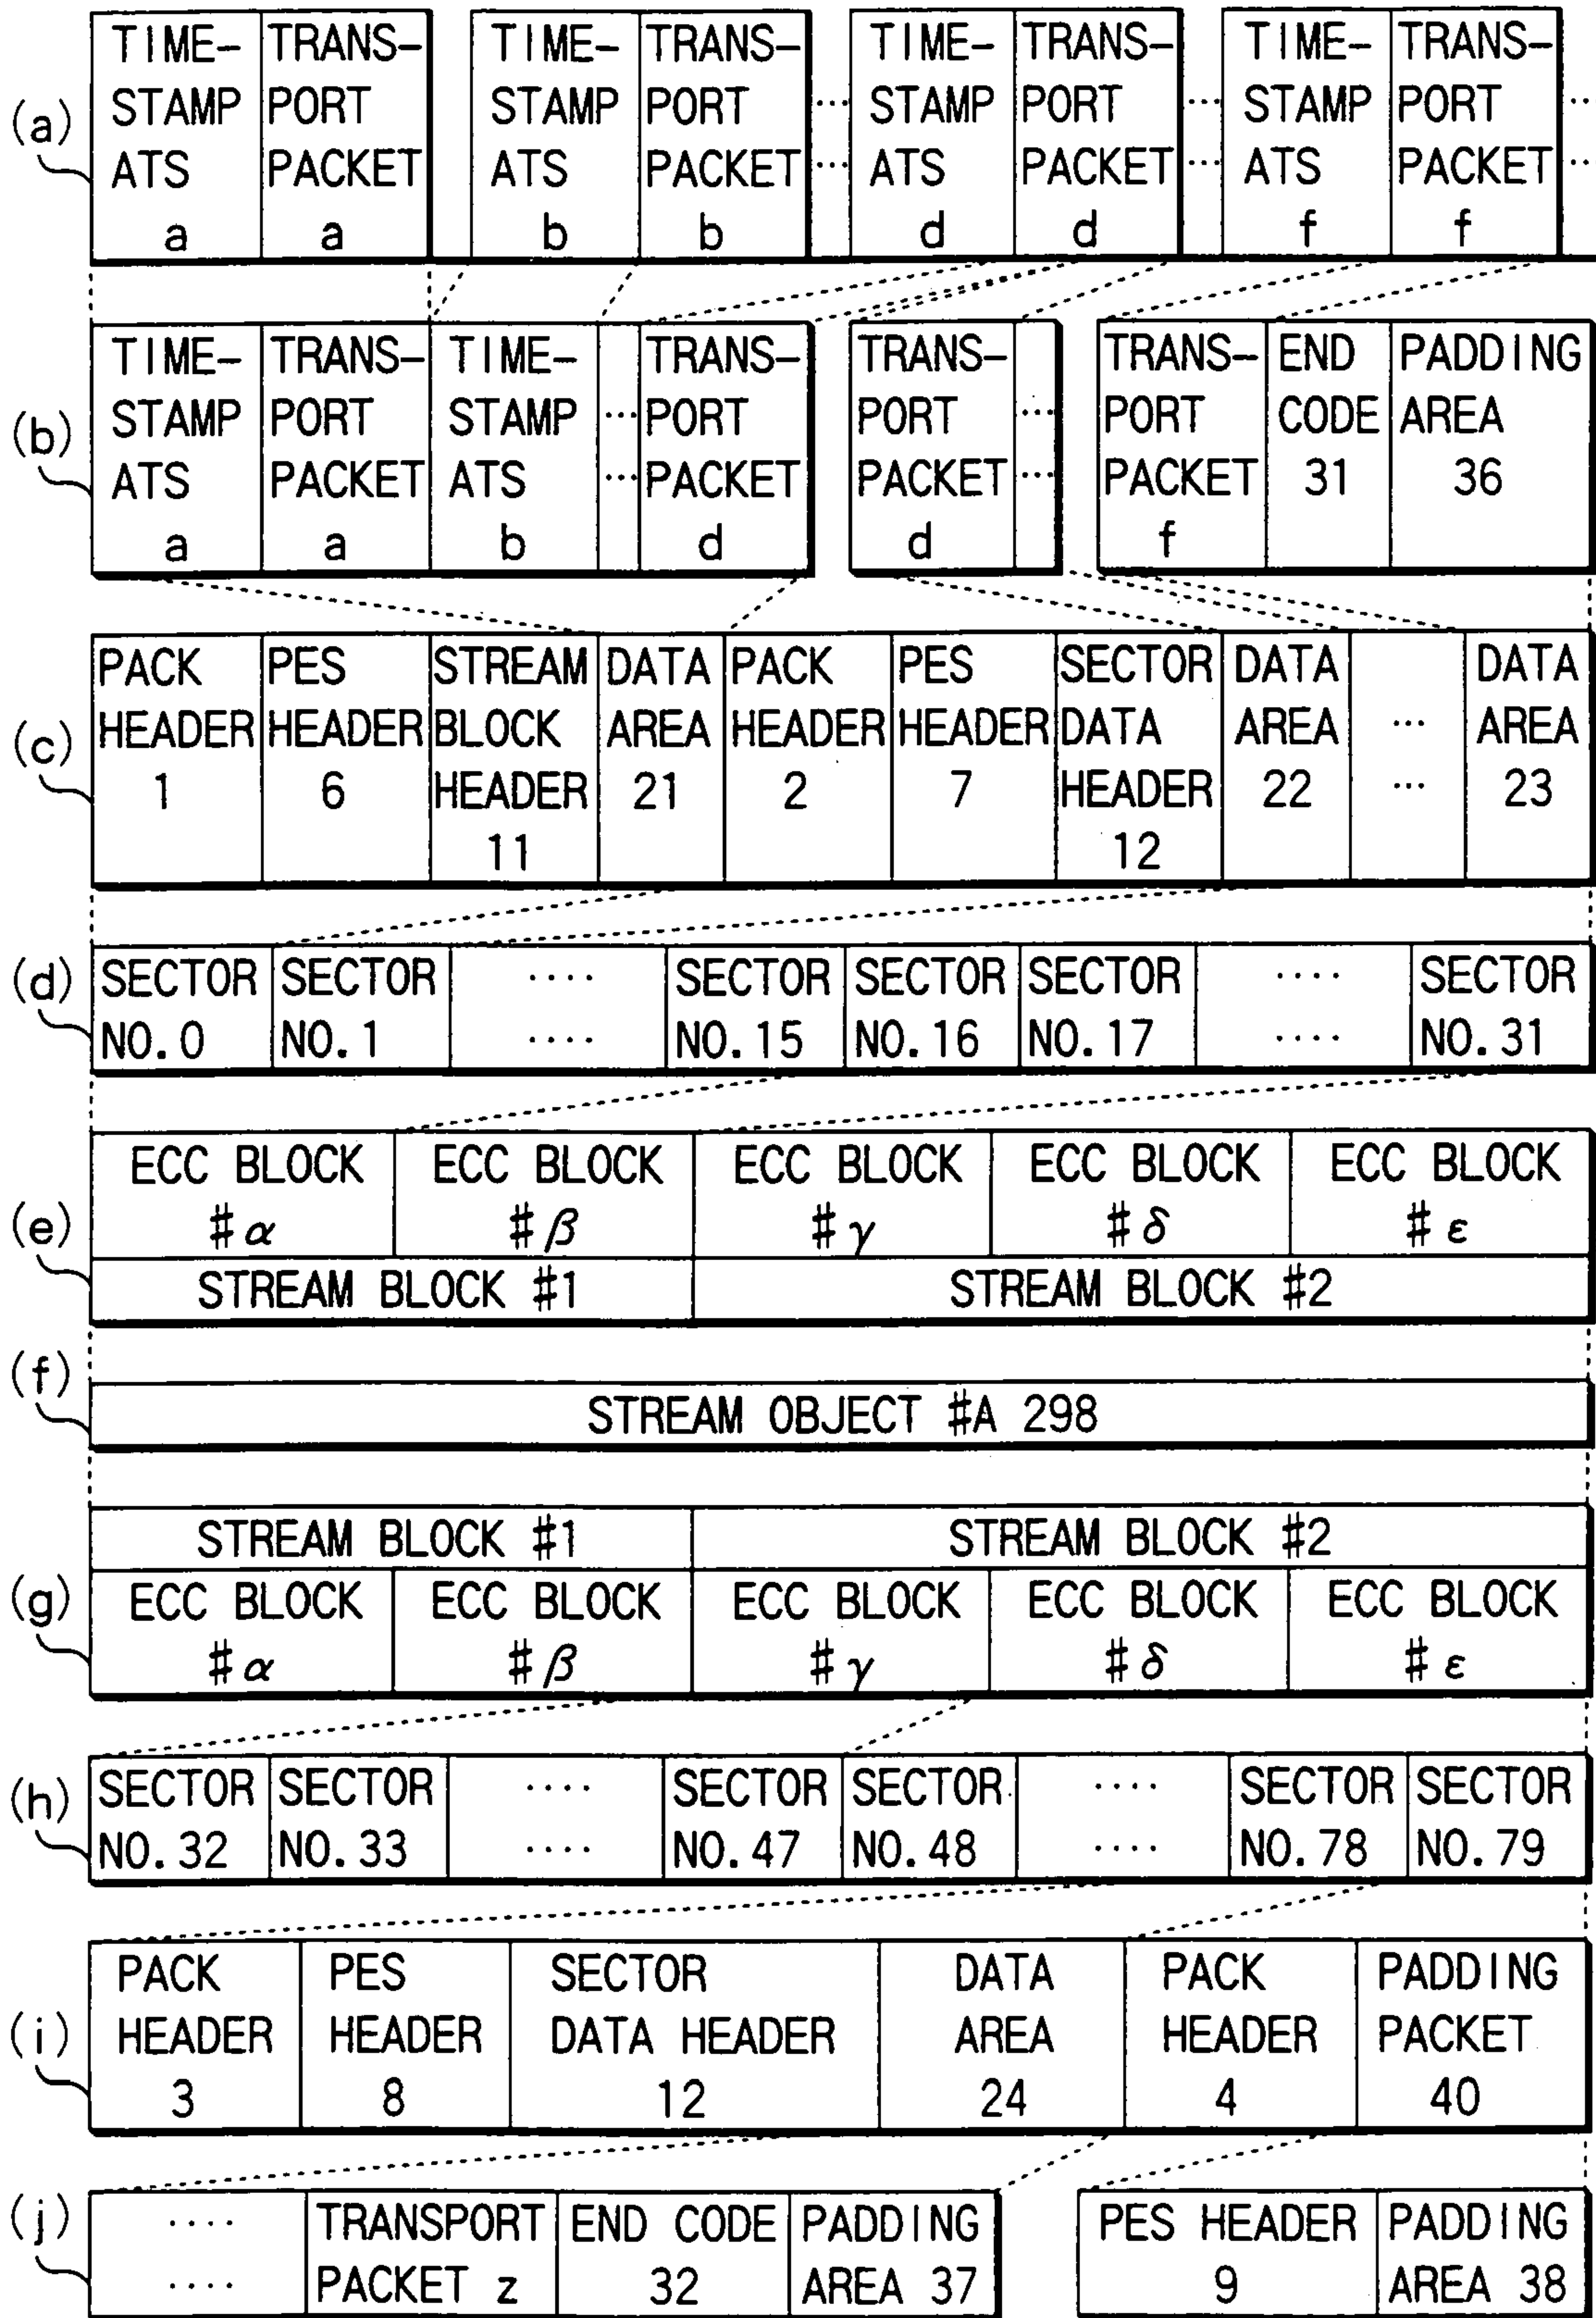 (a)
TIME- TRANS- TIME- TRANS- TIME- TRANS- TIME- TRANS-
STAMP PORT STAMP PORT ... STAMP PORT ... STAMP PORT ...
ATS PACKET ATS PACKET ... ATS PACKET ... ATS PACKET ...
a a b b d d f f
(b)
TIME- TRANS- TIME- TRANS- TRANS- TRANS- END PADDING
STAMP PORT STAMP ... PORT PORT ... PORT CODE AREA
ATS PACKET ATS ... PACKET PACKET ... PACKET 31 36
a a b d d f
(c)
PACK PES STREAM DATA PACK PES SECTOR DATA DATA
HEADER HEADER BLOCK AREA HEADER HEADER DATA AREA ... AREA
1 6 HEADER 21 2 7 HEADER 22 ... 23
11 12
(d)
SECTOR SECTOR .... SECTOR SECTOR SECTOR .... SECTOR
NO.0 NO.1 .... NO.15 NO.16 NO.17 .... NO.31
(e)
ECC BLOCK ECC BLOCK ECC BLOCK ECC BLOCK ECC BLOCK
#α #β #γ #δ #ε
STREAM BLOCK #1 STREAM BLOCK #2
(f)
STREAM OBJECT #A 298
(g)
STREAM BLOCK #1 STREAM BLOCK #2
ECC BLOCK ECC BLOCK ECC BLOCK ECC BLOCK ECC BLOCK
#α #β #γ #δ #ε
(h)
SECTOR SECTOR .... SECTOR SECTOR .... SECTOR SECTOR
NO.32 NO.33 .... NO.47 NO.48 .... NO.78 NO.79
(i)
PACK PES SECTOR DATA PACK PADDING
HEADER HEADER DATA HEADER AREA HEADER PACKET
3 8 12 24 4 40
(j)
.... TRANSPORT END CODE PADDING PES HEADER PADDING
.... PACKET z 32 AREA 37 9 AREA 38